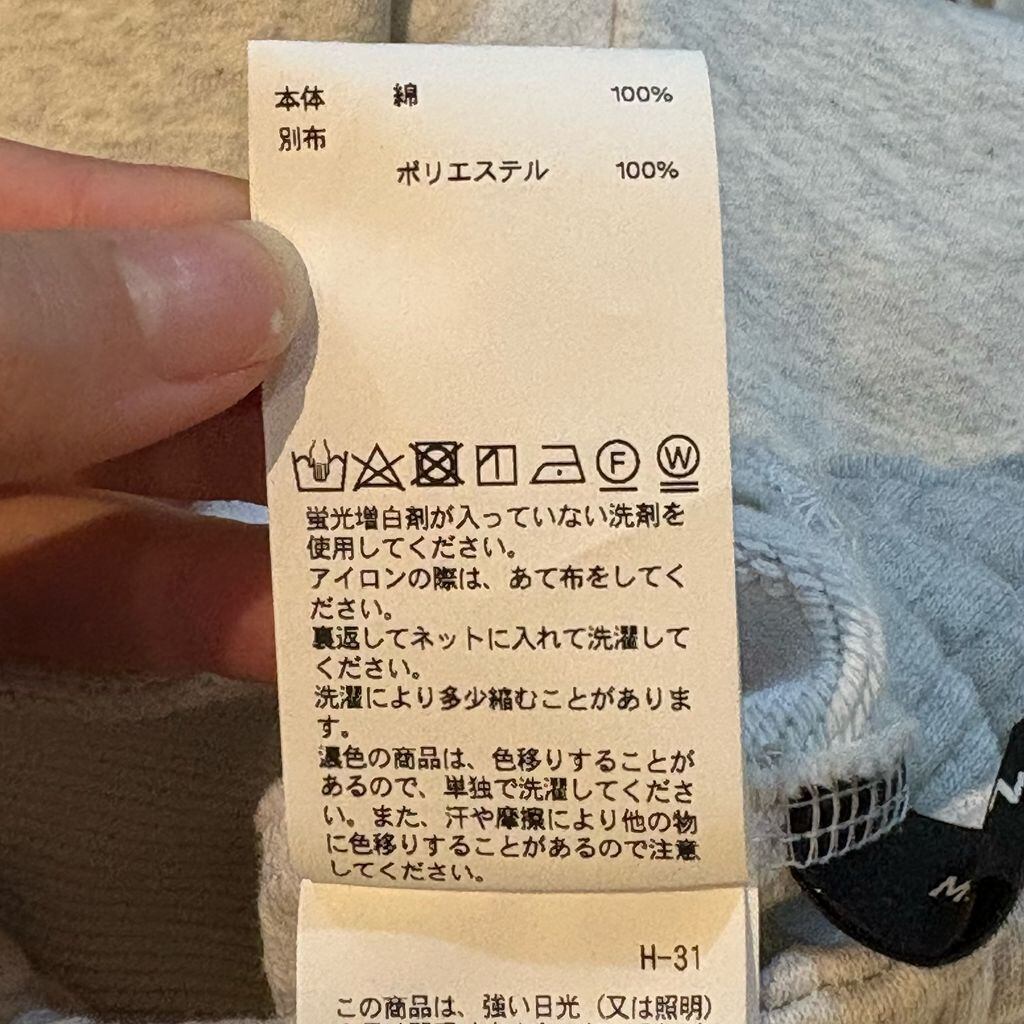 本体 綿 100%
別布
ポリエステル 100%
F W
蛍光増白剤が入っていない洗剤を
使用してください。
アイロンの際は、あて布をしてく
ださい。
裏返してネットに入れて洗濯して
ください。
洗濯により多少縮むことがありま
す。
濃色の商品は、色移りすることが
あるので、単独で洗濯してくださ
い。また、汗や摩擦により他の物
に色移りすることがあるので注意
してください。
H-31
この商品は、強い日光（又は照明）